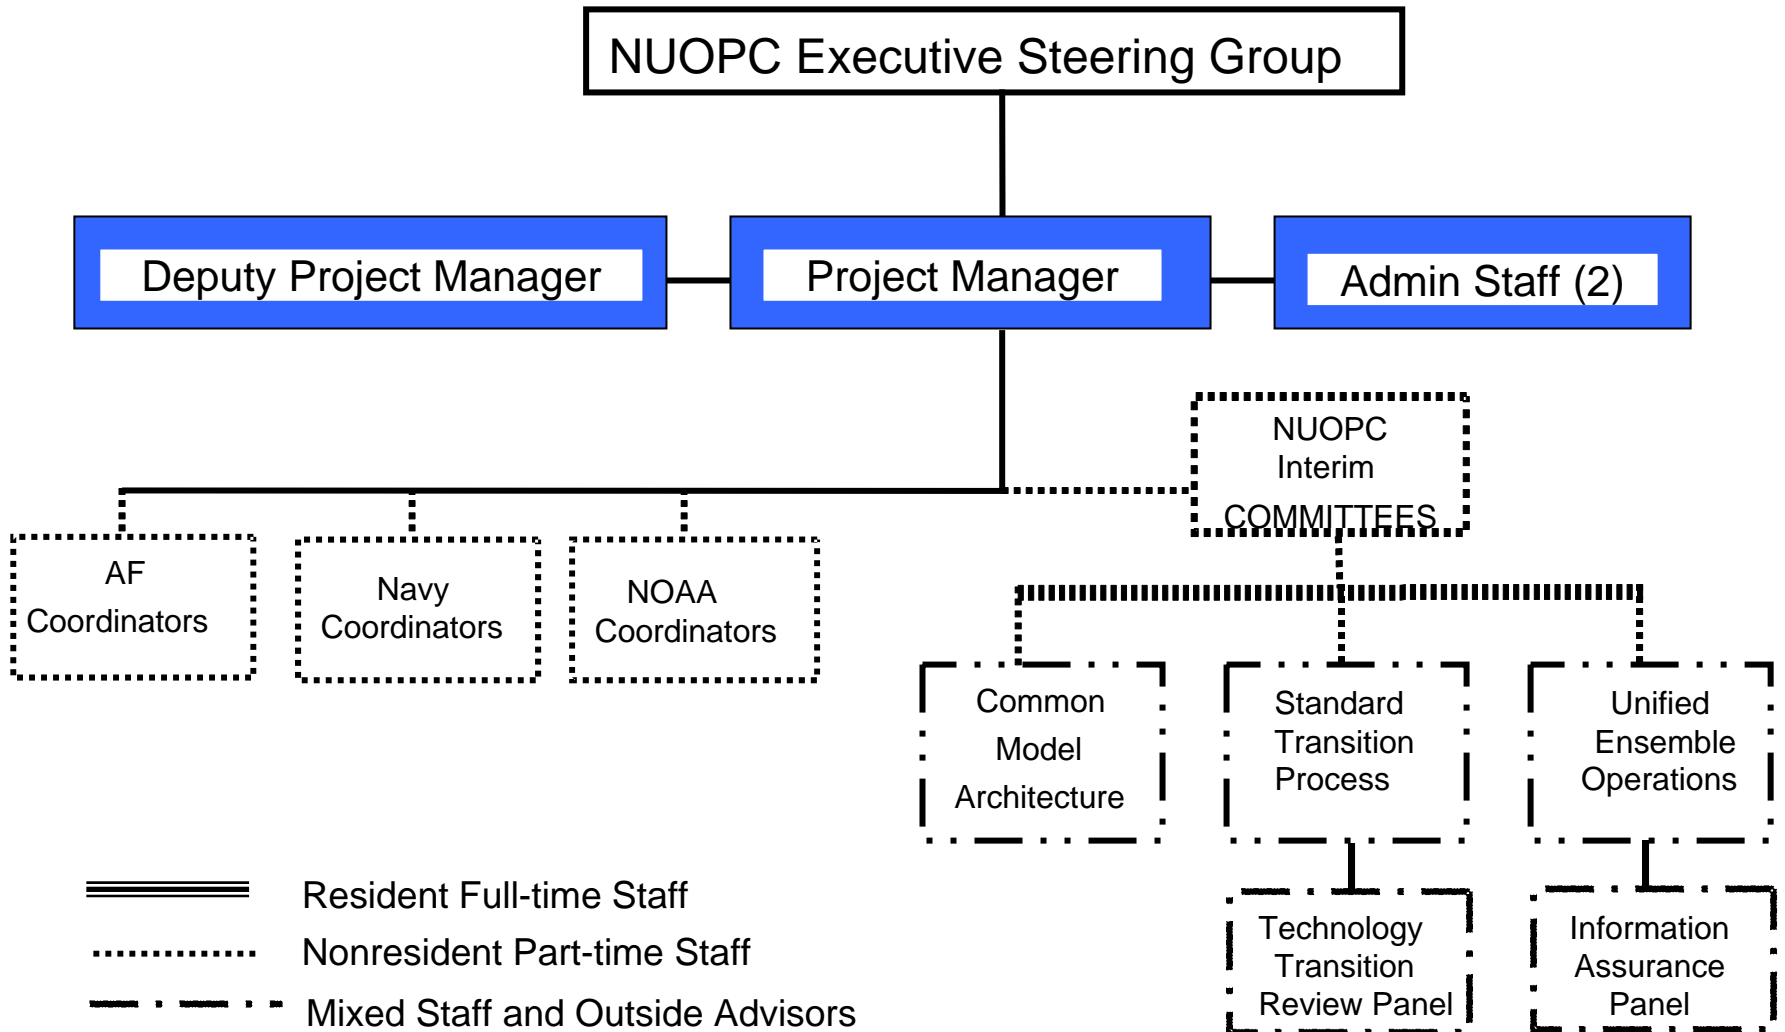 NUOPC Executive Steering Group
Deputy Project Manager
Project Manager
Admin Staff (2)
NUOPC
Interim
COMMITTEES
AF
Coordinators
Navy
Coordinators
NOAA
Coordinators
Common
Model
Architecture
Standard
Transition
Process
Unified
Ensemble
Operations
Technology
Transition
Review Panel
Information
Assurance
Panel
Resident Full-time Staff
Nonresident Part-time Staff
Mixed Staff and Outside Advisors